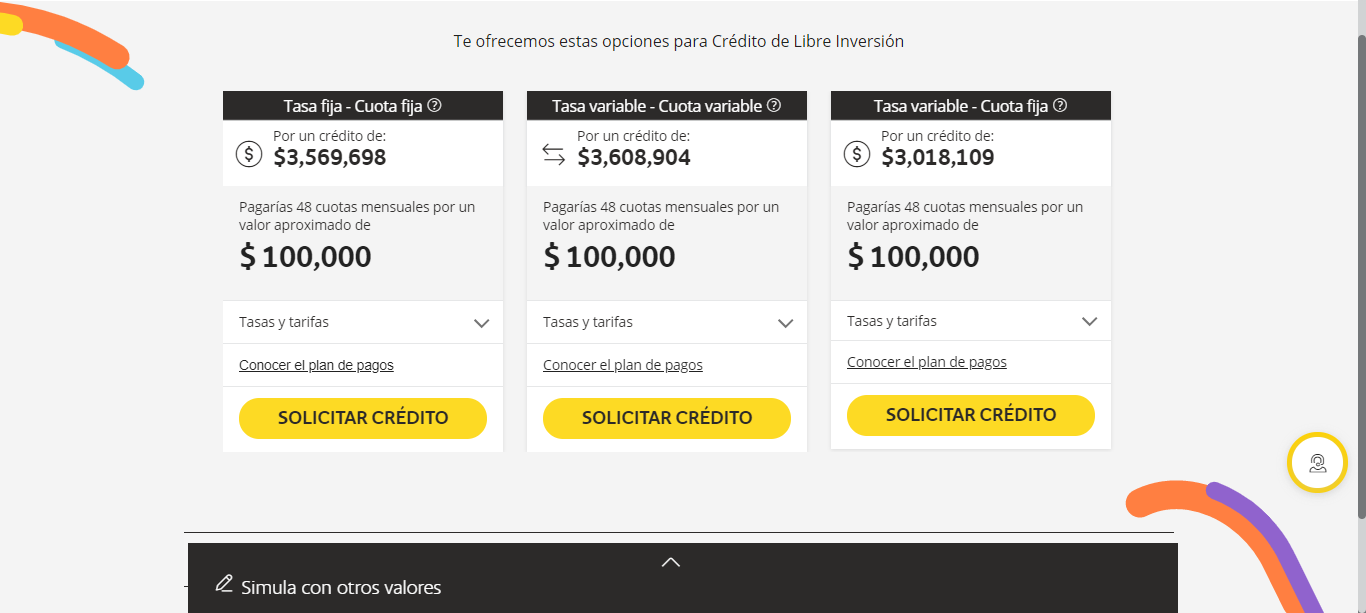 Te ofrecemos estas opciones para Crédito de Libre Inversión
Tasa fija - Cuota fija ?
Por un crédito de:
$ $3,569,698
Pagarías 48 cuotas mensuales por un
valor aproximado de
$ 100,000
Tasas y tarifas
Conocer el plan de pagos
SOLICITAR CRÉDITO
Tasa variable - Cuota variable ?
Por un crédito de:
$3,608,904
Pagarías 48 cuotas mensuales por un
valor aproximado de
$ 100,000
Tasas y tarifas
Conocer el plan de pagos
SOLICITAR CRÉDITO
Tasa variable - Cuota fija ?
Por un crédito de:
$ $3,018,109
Pagarías 48 cuotas mensuales por un
valor aproximado de
$ 100,000
Tasas y tarifas
Conocer el plan de pagos
SOLICITAR CRÉDITO
Simula con otros valores